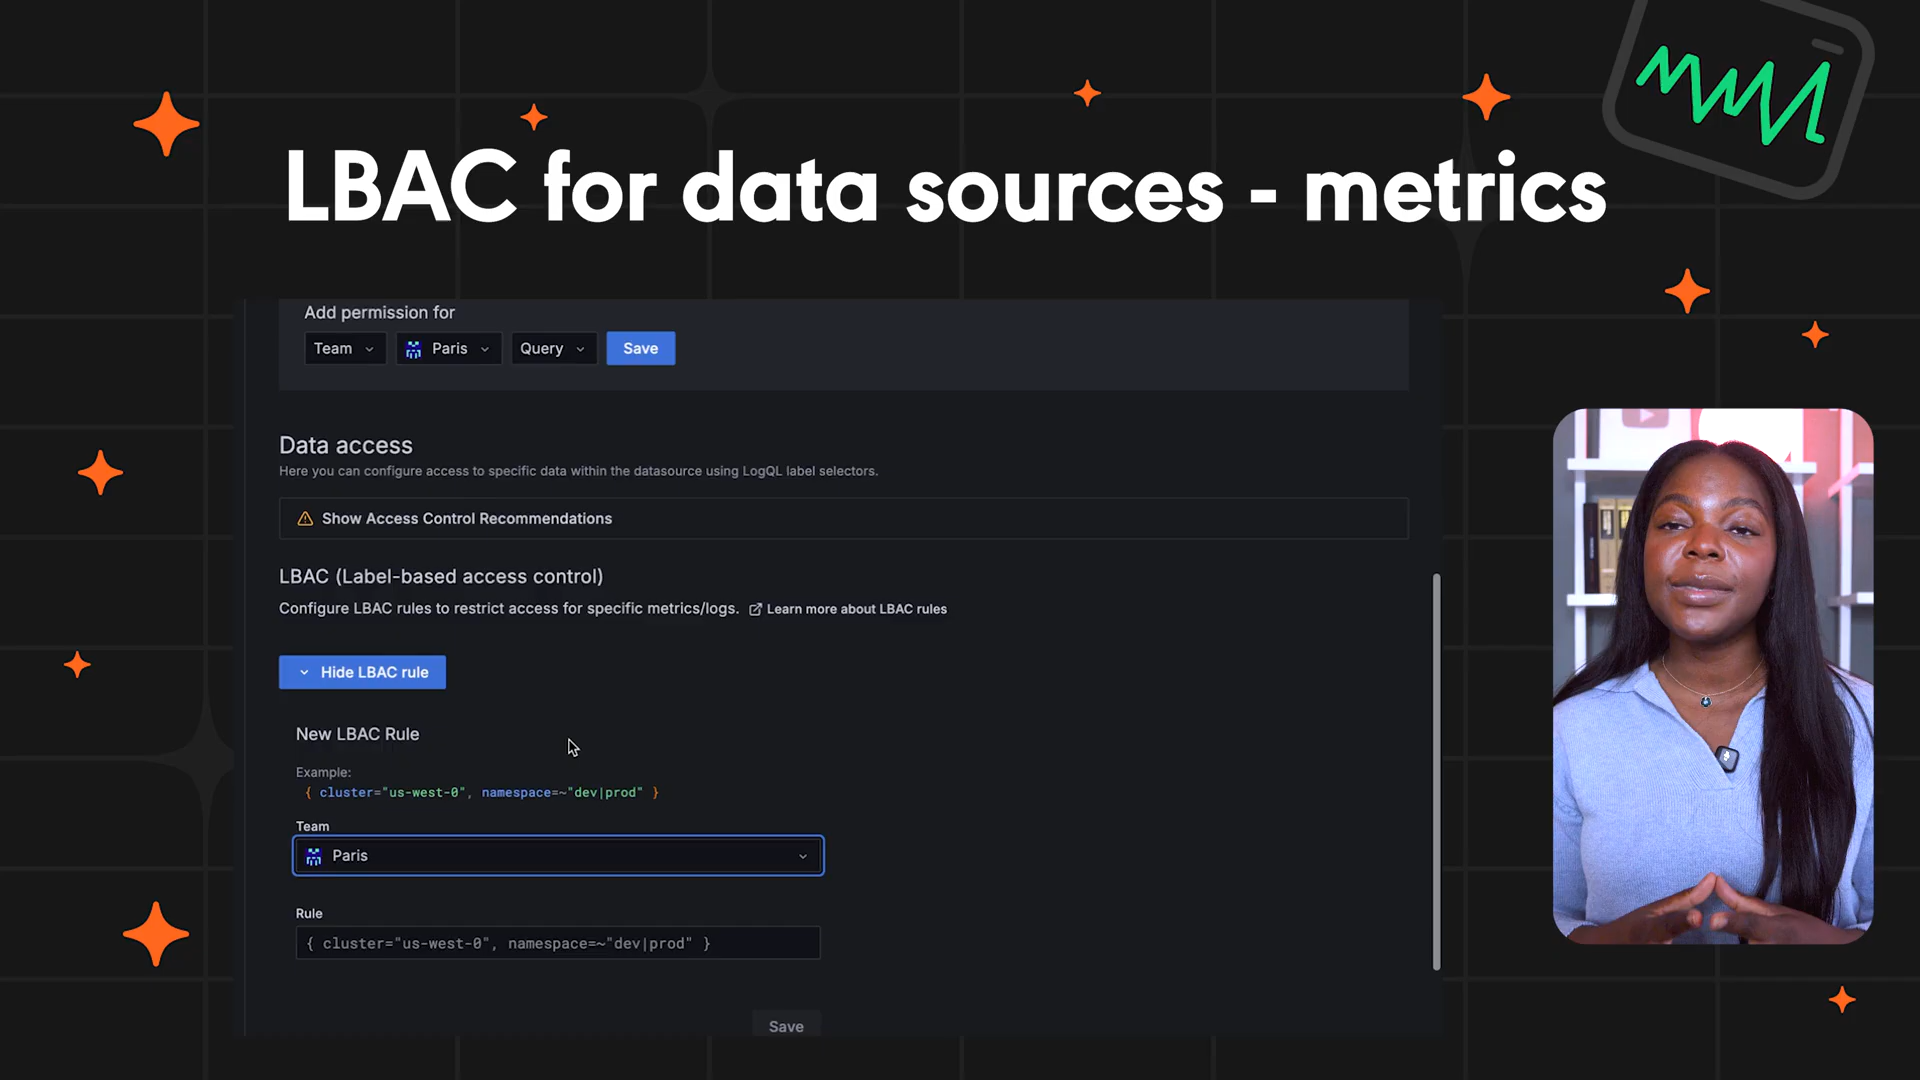 LBAC for data sources - metrics
Add permission for
Team Paris Query Save
Data access
Here you can configure access to specific data within the datasource using LogQL label selectors.
Show Access Control Recommendations
LBAC (Label-based access control)
Configure LBAC rules to restrict access for specific metrics/logs. Learn more about LBAC rules
Hide LBAC rule
New LBAC Rule
Example:
{ cluster="us-west-0", namespace=~"dev|prod" }
Team
Paris
Rule
{ cluster="us-west-0", namespace=~"dev|prod" }
Save